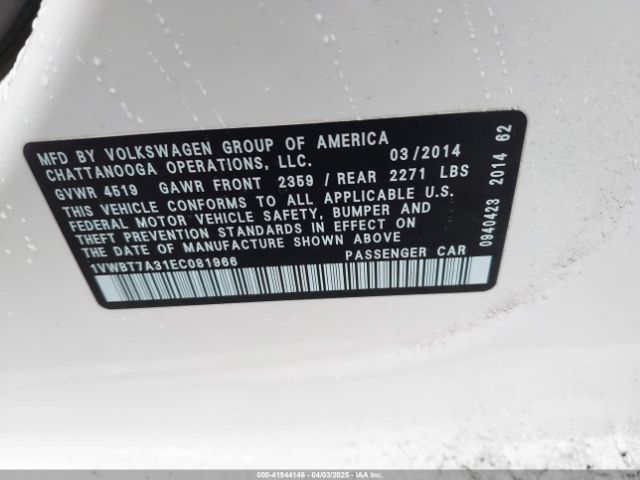 MFD BY VOLKSWAGEN GROUP OF AMERICA
CHATTANOOGA OPERATIONS, LLC. 03/2014
GVWR 4519 GAWR FRONT 2359 / REAR 2271 LBS
THIS VEHICLE CONFORMS TO ALL APPLICABLE U.S.
FEDERAL MOTOR VEHICLE SAFETY, BUMPER AND
THEFT PREVENTION STANDARDS IN EFFECT ON
THE DATE OF MANUFACTURE SHOWN ABOVE
1VWBT7A31EC081966 PASSENGER CAR
0940423 2014 62
000-41944146 - 04/03/2025 - IAA Inc.